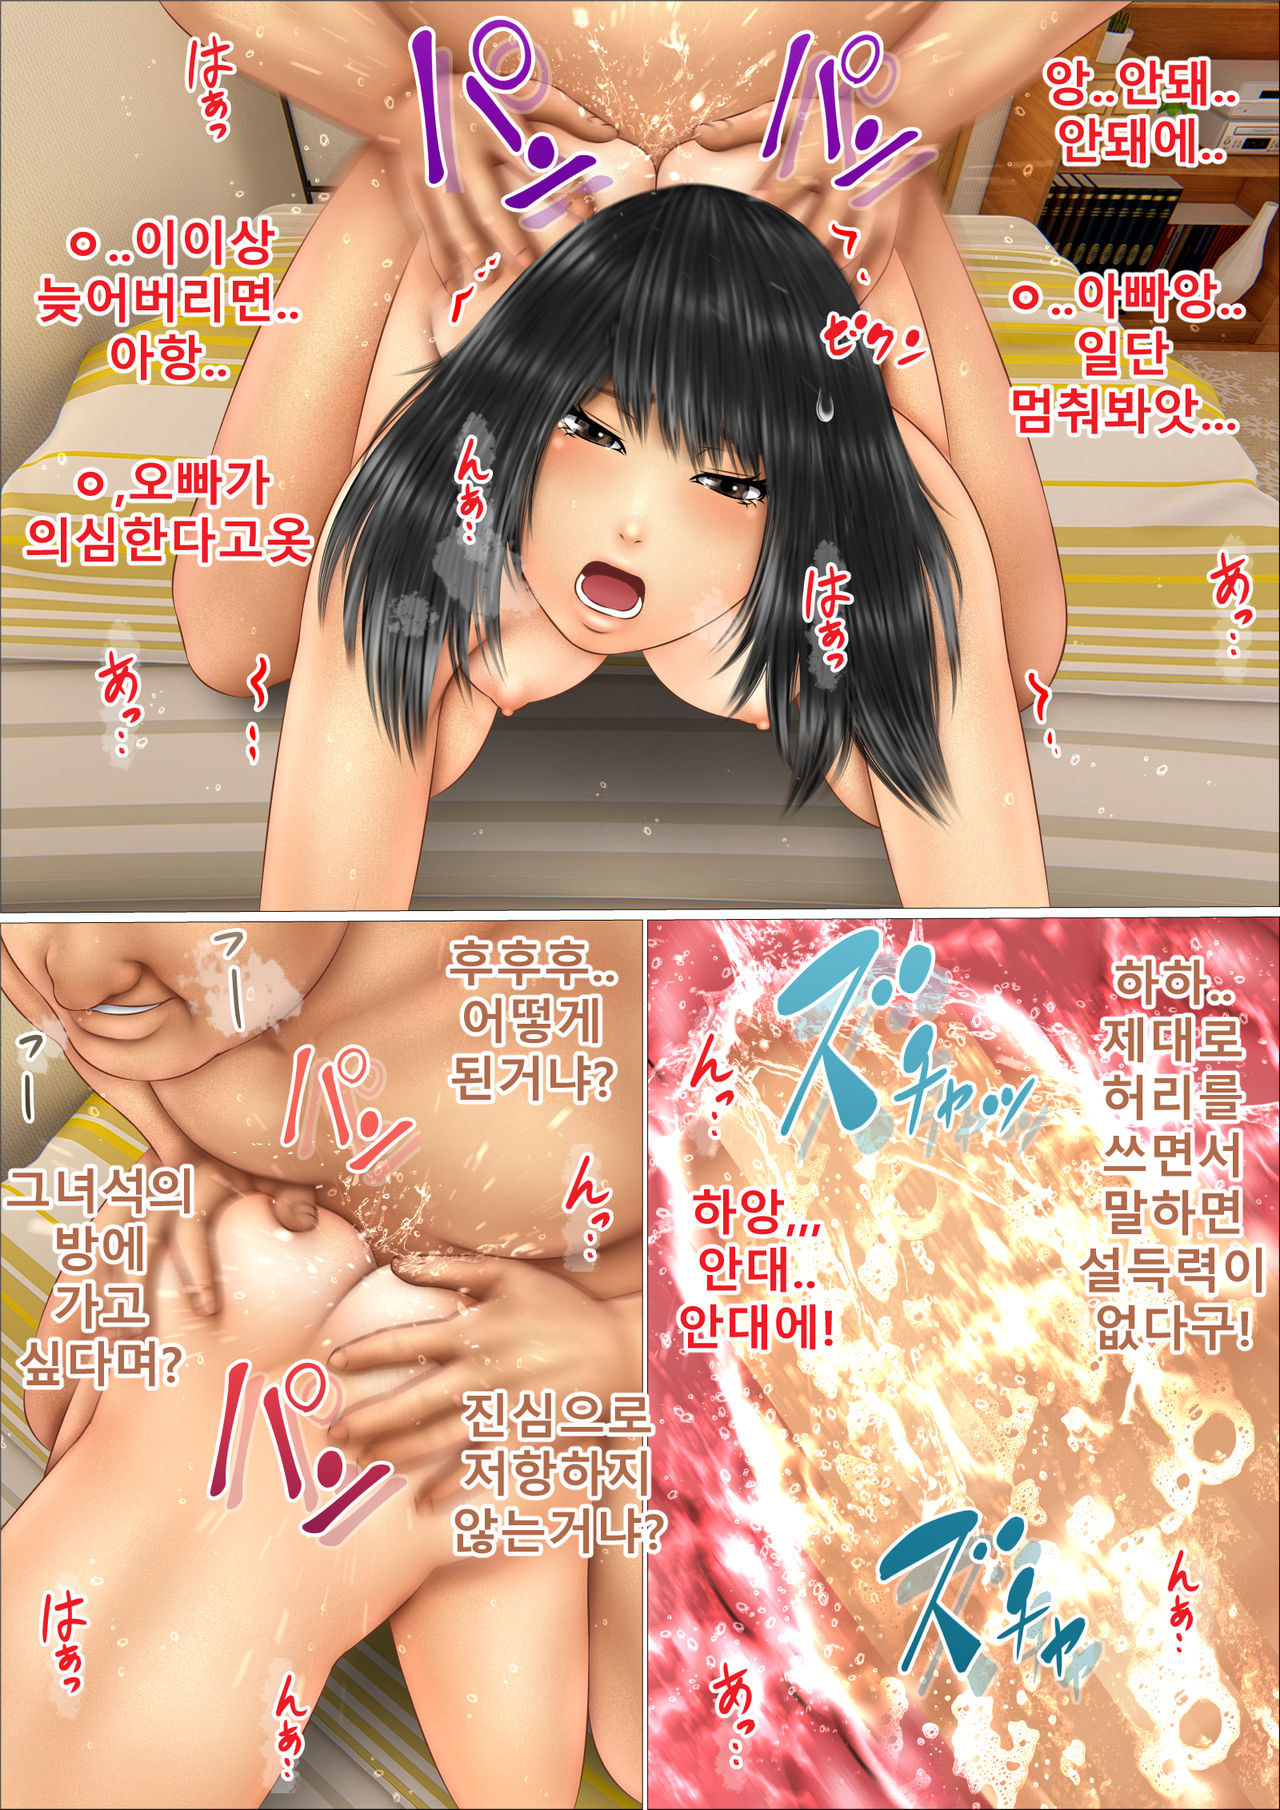 はぁっ
パン
パン
앙..안돼..
안돼에..
ㅇ..이이상
늦어버리면..
아항..
ㅇ..아빠앙..
일단
멈춰봐앗...
ビクン
ㅇ,오빠가
의심한다고옷
んぁ…
はぁっ
あっ…
あっ…
후후후..
어떻게
된거냐?
フー
フー
パン
んっ…
그녀석의
방에
가고
싶다며?
パン
진심으로
저항하지
않는거냐?
はぁっ
んぁ…
ズチャッ
하하..
제대로
허리를
쓰면서
말하면
설득력이
없다구!
んっ…
하앙,,,
안대..
안대에!
ズチャ
んぁ…
あっ…